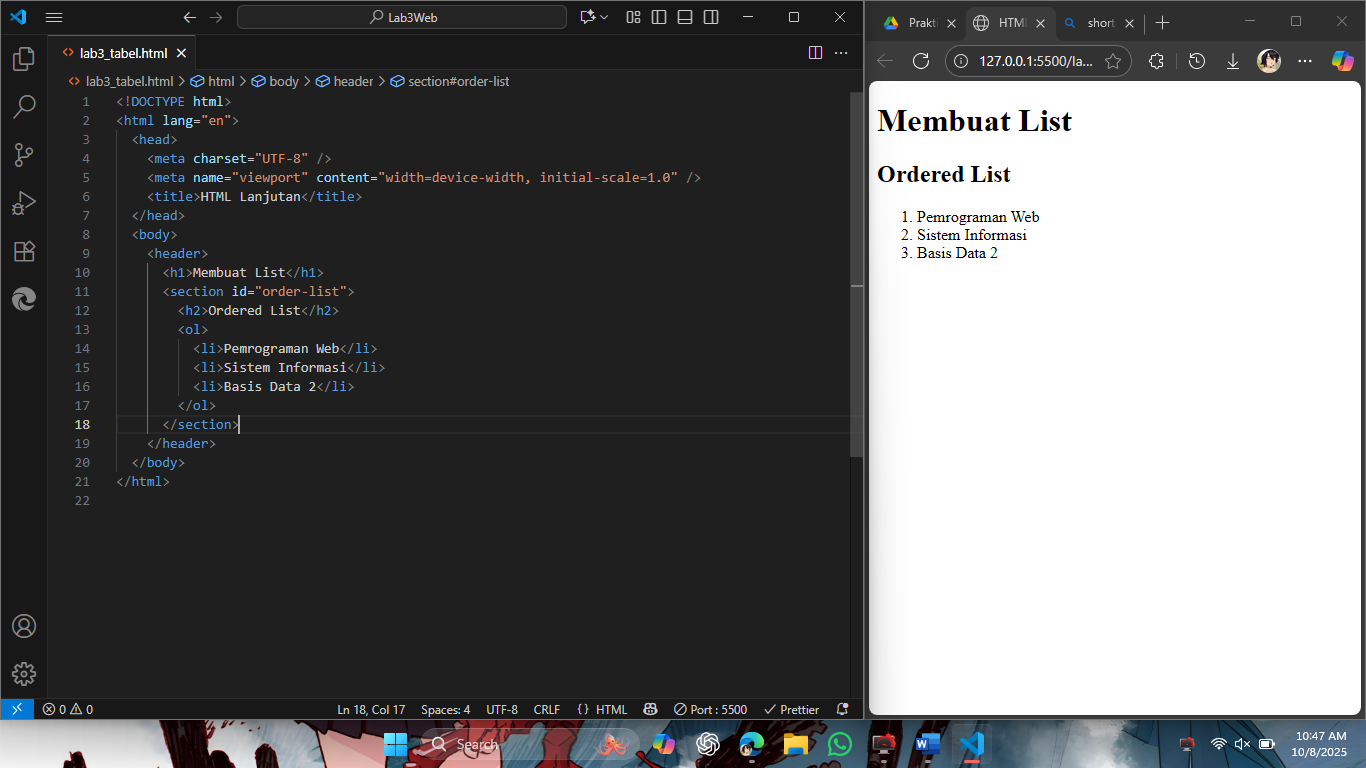 Lab3Web
lab3_tabel.html
lab3_tabel.html > html > body > header > section#order-list
1 <!DOCTYPE html>
2 <html lang="en">
3 <head>
4 <meta charset="UTF-8" />
5 <meta name="viewport" content="width=device-width, initial-scale=1.0" />
6 <title>HTML Lanjutan</title>
7 </head>
8 <body>
9 <header>
10 <h1>Membuat List</h1>
11 <section id="order-list">
12 <h2>Ordered List</h2>
13 <ol>
14 <li>Pemrograman Web</li>
15 <li>Sistem Informasi</li>
16 <li>Basis Data 2</li>
17 </ol>
18 </section>
19 </header>
20 </body>
21 </html>
22
0 0 Ln 18, Col 17 Spaces: 4 UTF-8 CRLF {} HTML Port : 5500 Prettier
Prakti HTML short
127.0.0.1:5500/la...
Membuat List
Ordered List
1. Pemrograman Web
2. Sistem Informasi
3. Basis Data 2
Search
10:47 AM
10/8/2025